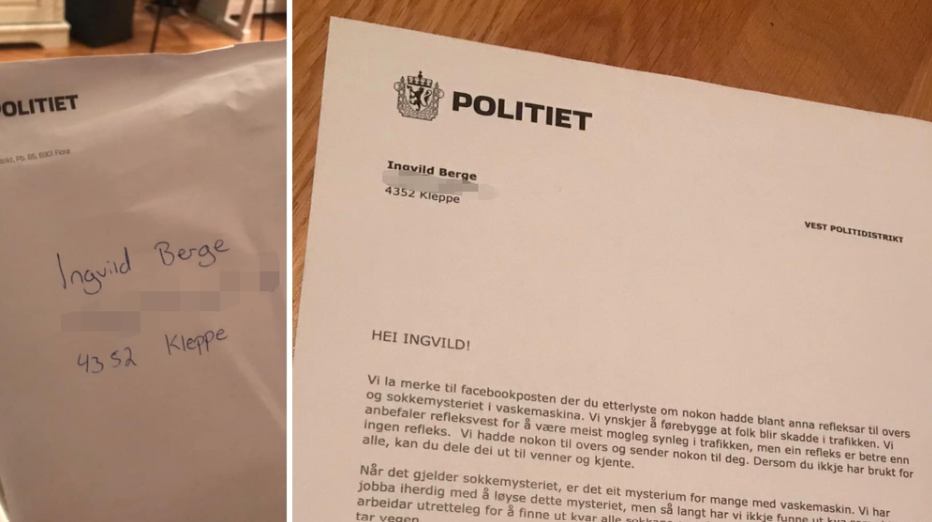 POLITIET
Pb. 85, 6901 Florø
Ingvild Berge
4352 Kleppe
POLITIET
Ingvild Berge
4352 Kleppe
VEST POLITIDISTRIKT
HEI INGVILD!
Vi la merke til facebookposten der du etterlyste om nokon hadde blant anna refleksar til overs
og sokkemysteriet i vaskemaskina. Vi ynskjer å førebygge at folk blir skadde i trafikken. Vi
anbefaler refleksvest for å være meist mogleg synleg i trafikken, men ein refleks er betre enn
ingen refleks. Vi hadde nokon til overs og sender nokon til deg. Dersom du ikkje har brukt for
alle, kan du dele dei ut til venner og kjente.
Når det gjelder sokkemysteriet, er det eit mysterium for mange med vaskemaskin. Vi har
jobba iherdig med å løyse dette mysteriet, men så langt har vi ikkje funne ut
arbeidar utretteleg for å finne ut kvar alle
tar vegen